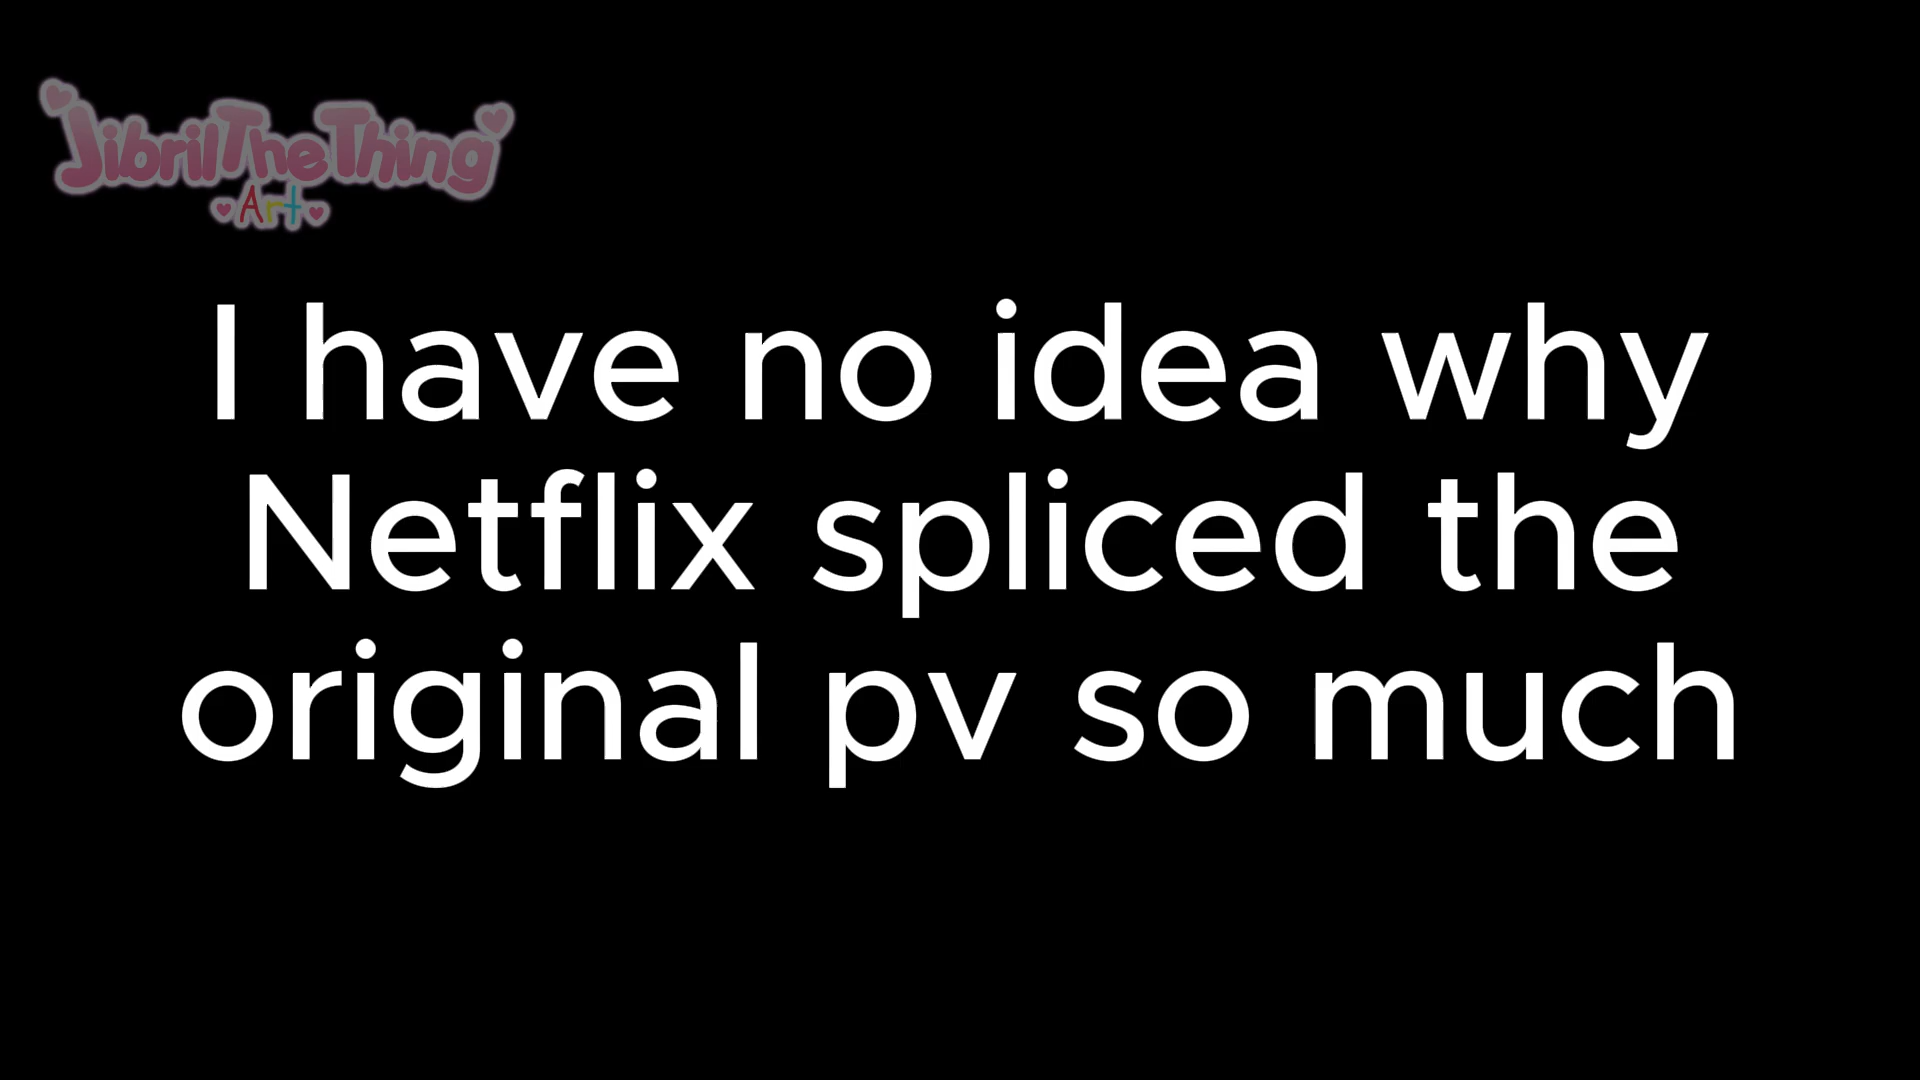 JibrilTheThing
Art
I have no idea why
Netflix spliced the
original pv so much